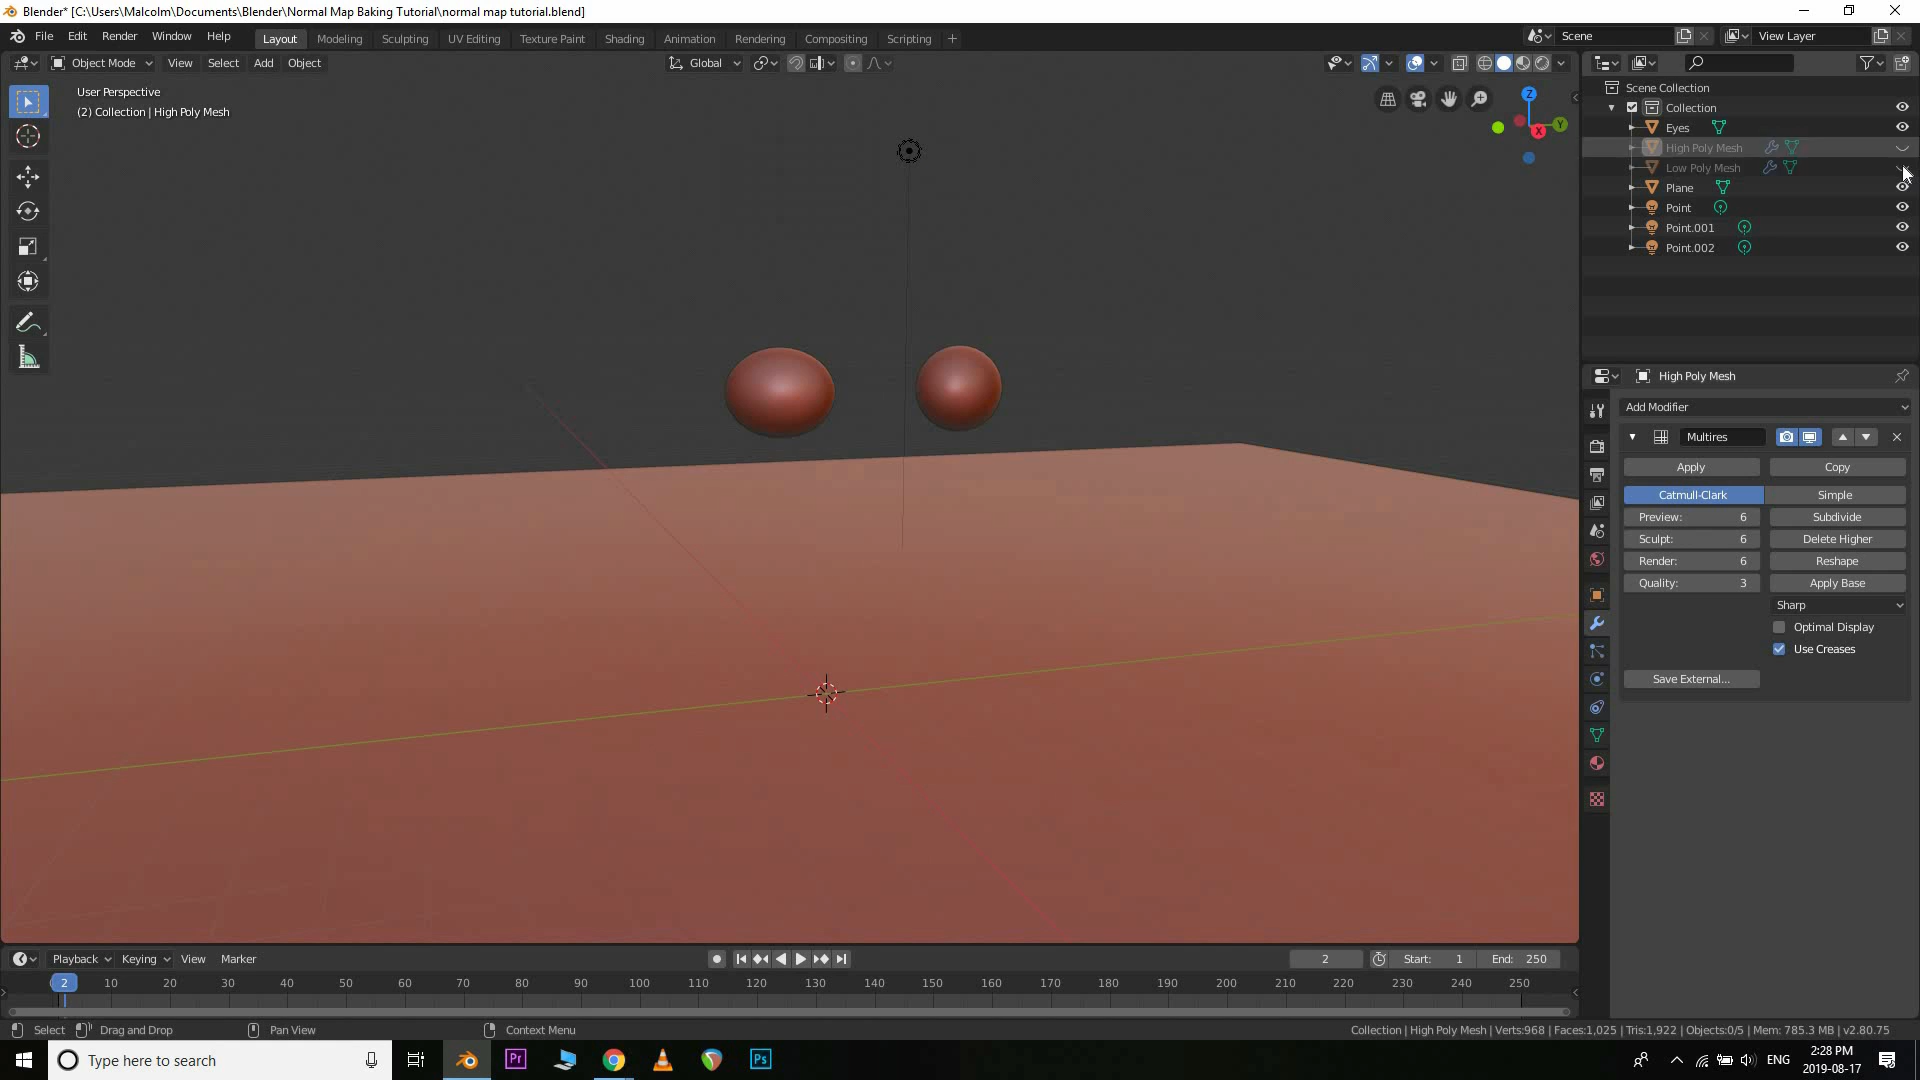 Blender* [C:\Users\Malcolm\Documents\Blender\Normal Map Baking Tutorial\normal map tutorial.blend]
File Edit Render Window Help Layout Modeling Sculpting UV Editing Texture Paint Shading Animation Rendering Compositing Scripting + Scene View Layer
Object Mode View Select Add Object Global
User Perspective
(2) Collection | High Poly Mesh
Z
Y
X
Scene Collection
Collection
Eyes
High Poly Mesh
Low Poly Mesh
Plane
Point
Point.001
Point.002
High Poly Mesh
Add Modifier
Multires
Apply Copy
Catmull-Clark Simple
Preview: 6 Subdivide
Sculpt: 6 Delete Higher
Render: 6 Reshape
Quality: 3 Apply Base
Sharp
Optimal Display
Use Creases
Save External...
Playback Keying View Marker 2 Start: 1 End: 250
2 10 20 30 40 50 60 70 80 90 100 110 120 130 140 150 160 170 180 190 200 210 220 230 240 250
Select Drag and Drop Pan View Context Menu Collection | High Poly Mesh | Verts:968 | Faces:1,025 | Tris:1,922 | Objects:0/5 | Mem: 785.3 MB | v2.80.75
Type here to search Pr Ps ENG 2:28 PM
2019-08-17